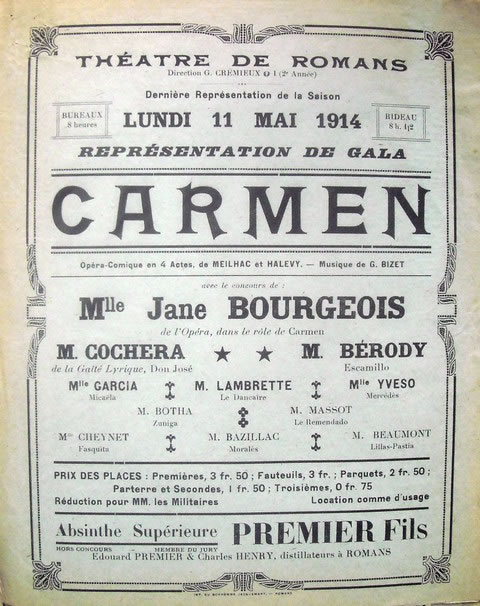 THÉATRE DE ROMANS
Direction G. CREMIEUX O I (2e Année)
Dernière Représentation de la Saison
BUREAUX
8 heures
LUNDI 11 MAI 1914
RIDEAU
8 h. 1/2
REPRÉSENTATION DE GALA
CARMEN
Opéra-Comique en 4 Actes, de MEILHAC et HALEVY. — Musique de G. BIZET
avec le concours de :
Mlle Jane BOURGEOIS
de l'Opéra, dans le rôle de Carmen
M. COCHERA ★ ★ M. BÉRODY
de la Gaîté Lyrique, Don José Escamillo
Mlle GARCIA M. LAMBRETTE Mlle YVESO
Micaëla Le Dancaire Mercédès
M. BOTHA M. MASSOT
Zuniga Le Remendado
CHEYNET M. BAZILLAC M. BEAUMONT
Fasquita Moralès Lillas-Pastia
PRIX DES PLACES : Premières, 3 fr. 50 ; Fauteuils, 3 fr. ; Parquets, 2 fr. 50 ;
Parterre et Secondes, 1 fr. 50 ; Troisièmes, 0 fr. 75
Réduction pour MM. les Militaires Location comme d'usage
Absinthe Supérieure PREMIER Fils
HORS CONCOURS — MEMBRE DU JURY
Edouard PREMIER & Charles HENRY, distillateurs à ROMANS